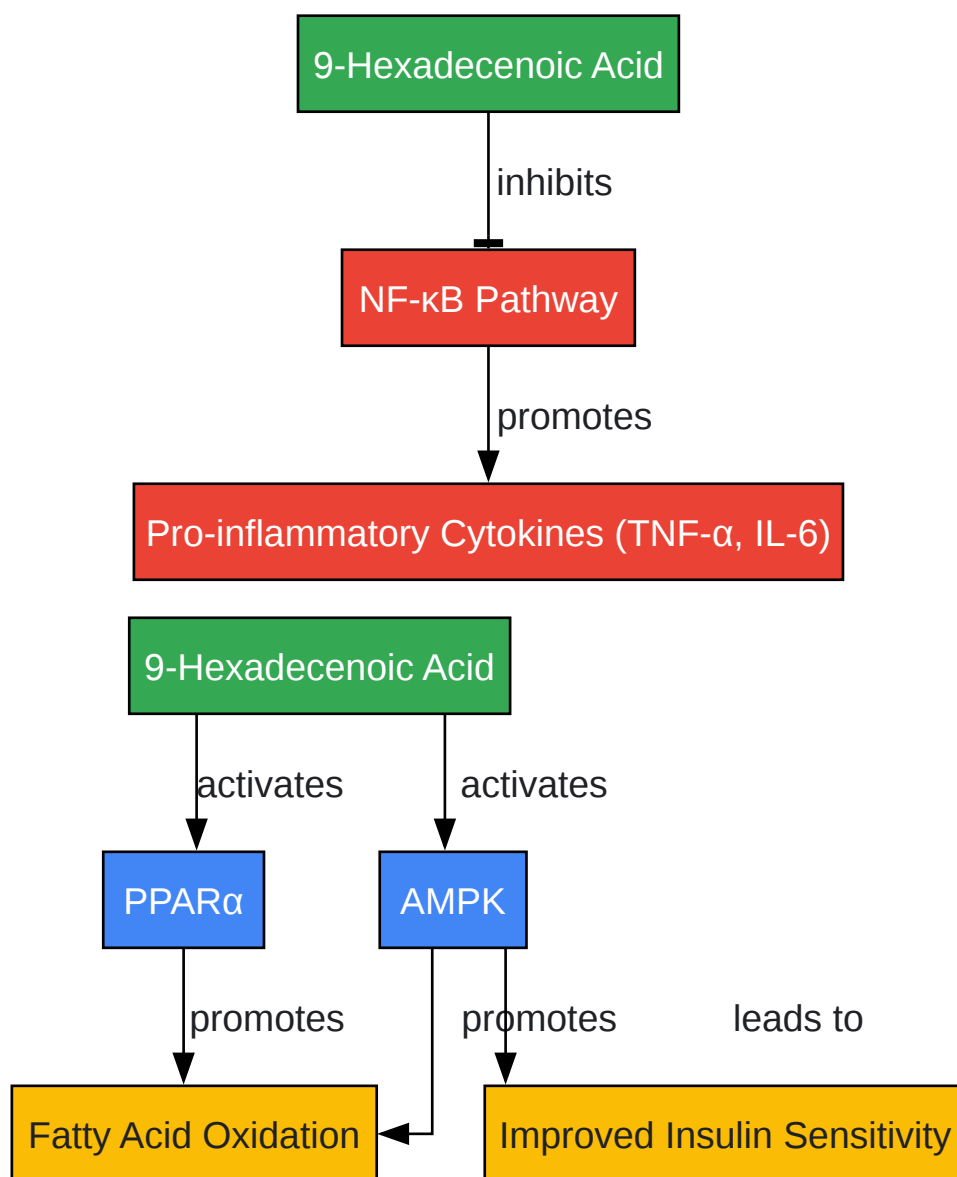 9-Hexadecenoic Acid
inhibits
NF-κB Pathway
promotes
Pro-inflammatory Cytokines (TNF-α, IL-6)
9-Hexadecenoic Acid
activates
activates
PPARα
AMPK
promotes
promotes
leads to
Fatty Acid Oxidation
Improved Insulin Sensitivity